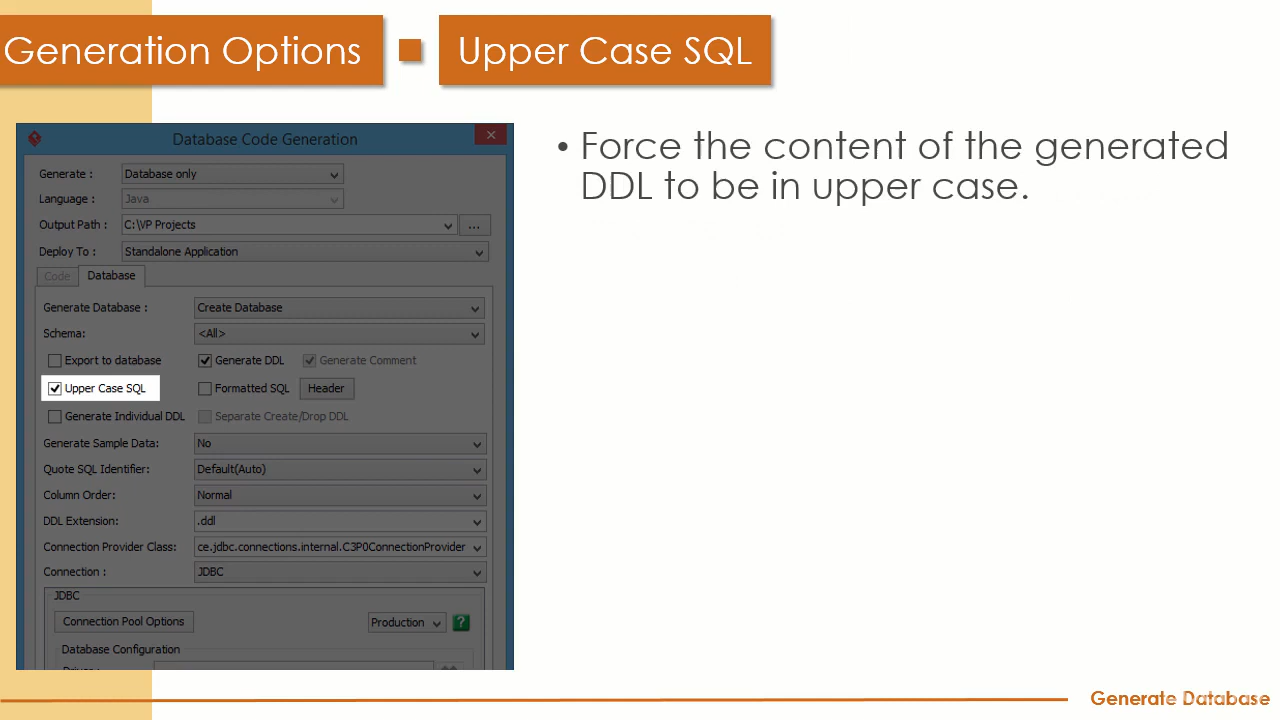 Generation Options ■ Upper Case SQL
• Force the content of the generated
DDL to be in upper case.
Database Code Generation
Generate : Database only
Language : Java
Output Path : C:\VP Projects ...
Deploy To : Standalone Application
Code Database
Generate Database : Create Database
Schema: <All>
Export to database Generate DDL Generate Comment
Upper Case SQL Formatted SQL Header
Generate Individual DDL Separate Create/Drop DDL
Generate Sample Data: No
Quote SQL Identifier: Default(Auto)
Column Order: Normal
DDL Extension: .ddl
Connection Provider Class: ce.jdbc.connections.internal.C3P0ConnectionProvider
Connection : JDBC
JDBC
Connection Pool Options Production ?
Database Configuration
Generate Database